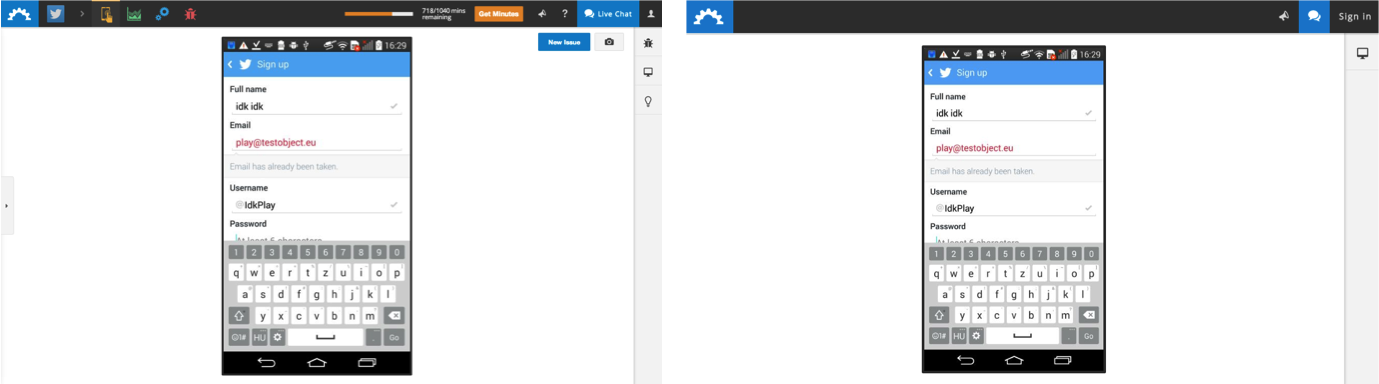 718/1040 mins
remaining
Get Minutes
?
Live Chat
New Issue
16:29
Sign up
Full name
idk idk
Email
play@testobject.eu
Email has already been taken.
Username
@IdkPlay
Password
At least 6 characters
1 2 3 4 5 6 7 8 9 0
q w e r t z u i o p
a s d f g h j k l
y x c v b n m
☺1# HU . Go
Sign in
16:29
Sign up
Full name
idk idk
Email
play@testobject.eu
Email has already been taken.
Username
@IdkPlay
Password
At least 6 characters
1 2 3 4 5 6 7 8 9 0
q w e r t z u i o p
a s d f g h j k l
y x c v b n m
☺1# HU . Go